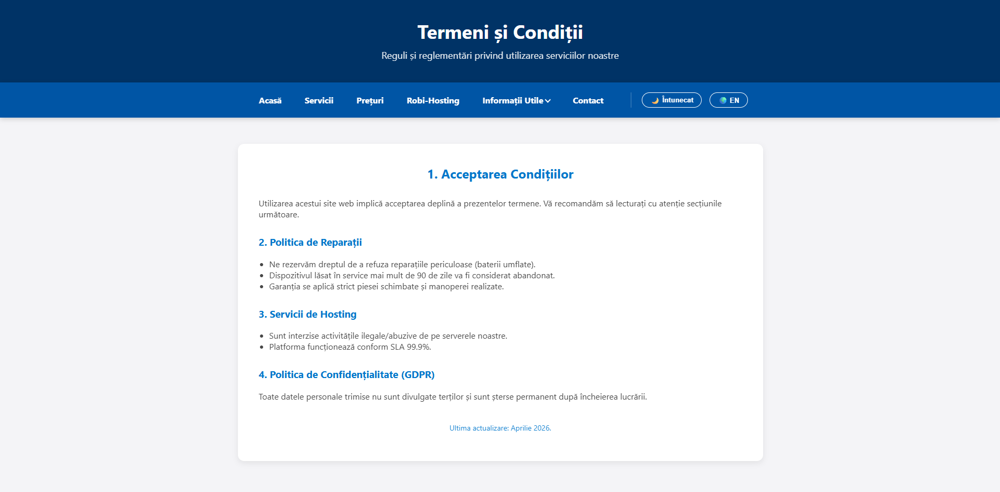 Termeni și Condiții
Reguli și reglementări privind utilizarea serviciilor noastre
Acasă Servicii Prețuri Robi-Hosting Informații Utile Contact Întunecat EN
1. Acceptarea Condițiilor
Utilizarea acestui site web implică acceptarea deplină a prezentelor termene. Vă recomandăm să lecturați cu atenție secțiunile
următoare.
2. Politica de Reparații
• Ne rezervăm dreptul de a refuza reparațiile periculoase (baterii umflate).
• Dispozitivul lăsat în service mai mult de 90 de zile va fi considerat abandonat.
• Garanția se aplică strict piesei schimbate și manoperei realizate.
3. Servicii de Hosting
• Sunt interzise activitățile ilegale/abuzive de pe serverele noastre.
• Platforma funcționează conform SLA 99.9%.
4. Politica de Confidențialitate (GDPR)
Toate datele personale trimise nu sunt divulgate terților și sunt șterse permanent după încheierea lucrării.
Ultima actualizare: Aprilie 2026.